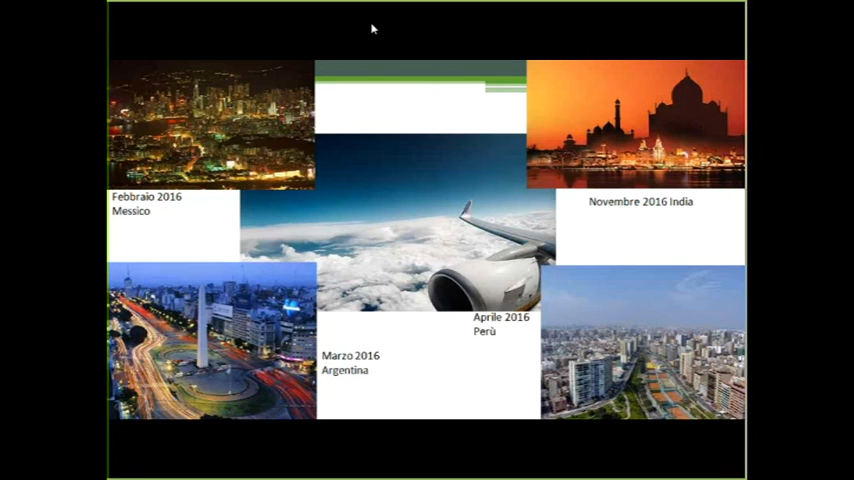 Febbraio 2016
Messico
Novembre 2016 India
Aprile 2016
Perù
Marzo 2016
Argentina